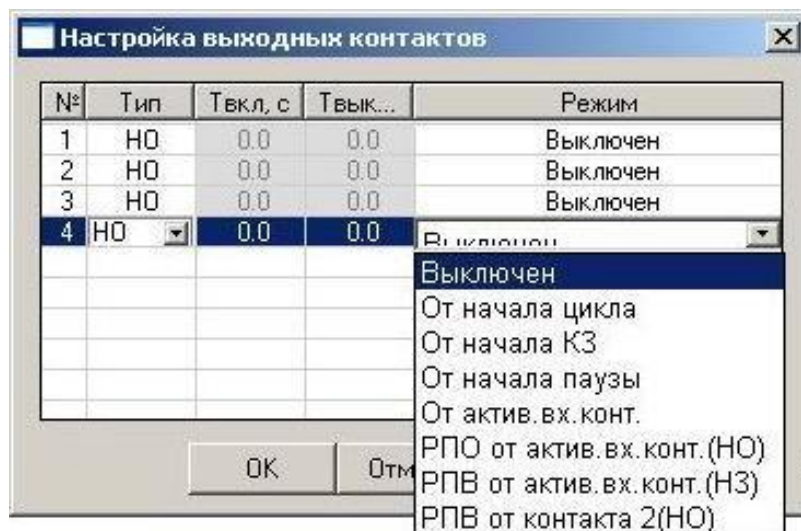 Настройка выходных контактов
№ Тип Твкл, с Твык... Режим
1 НО 0.0 0.0 Выключен
2 НО 0.0 0.0 Выключен
3 НО 0.0 0.0 Выключен
4 НО 0.0 0.0 Выключен
Выключен
От начала цикла
От начала КЗ
От начала паузы
От актив.вх.конт.
РПО от актив.вх.конт.(НО)
РПВ от актив.вх.конт.(НЗ)
РПВ от контакта 2(НО)
OK Отм